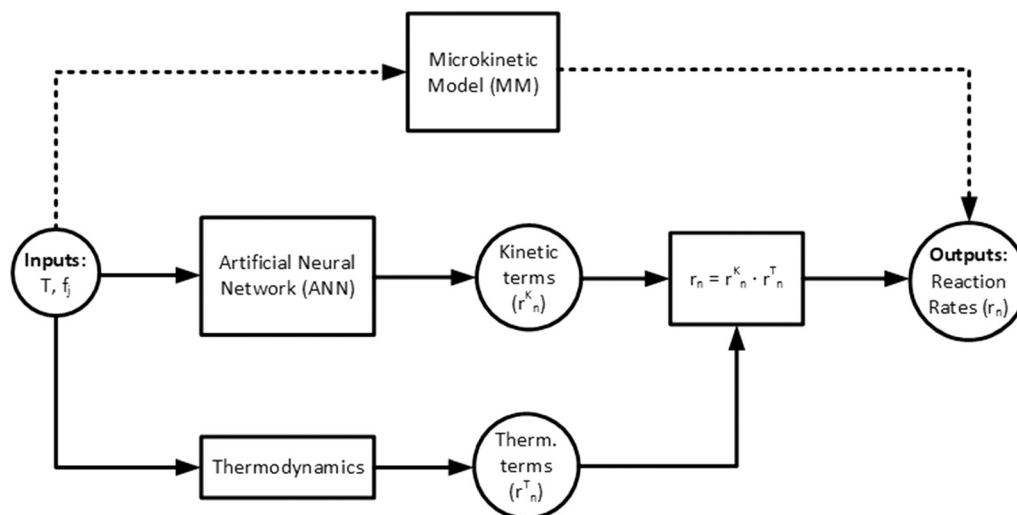 Microkinetic
Model (MM)
Inputs:
T, fⱼ
Artificial Neural
Network (ANN)
Kinetic
terms
(rᴷₙ)
rₙ = rᴷₙ · rᵀₙ
Outputs:
Reaction
Rates (rₙ)
Thermodynamics
Therm.
terms
(rᵀₙ)